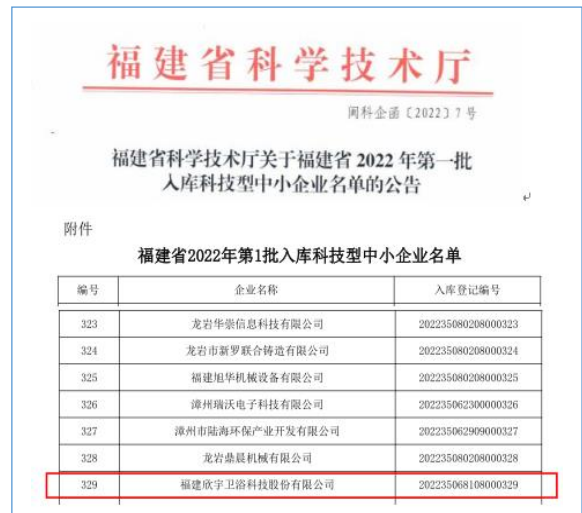 福建省科学技术厅
闽科企函〔2022〕7号
福建省科学技术厅关于福建省 2022 年第一批
入库科技型中小企业名单的公告
附件
福建省2022年第1批入库科技型中小企业名单
编号 企业名称 入库登记编号
323 龙岩华崇信息科技有限公司 202235080208000323
324 龙岩市新罗联合铸造有限公司 202235080208000324
325 福建旭华机械设备有限公司 202235080208000325
326 漳州瑞沃电子科技有限公司 202235062300000326
327 漳州市陆海环保产业开发有限公司 202235062909000327
328 龙岩鼎晨机械有限公司 202235080208000328
329 福建欣宇卫浴科技股份有限公司 202235068108000329